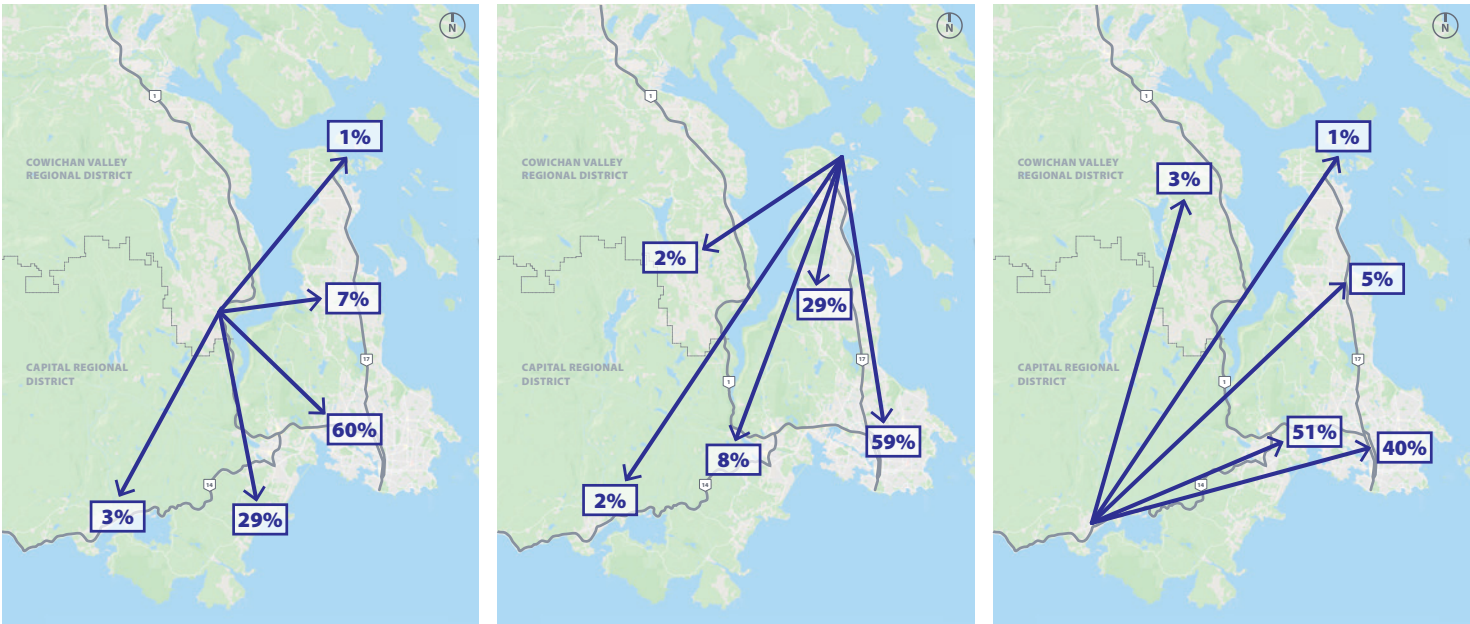 N
1
1%
COWICHAN VALLEY
REGIONAL DISTRICT
7%
17
CAPITAL REGIONAL
DISTRICT
60%
14
3%
29%
N
1
COWICHAN VALLEY
REGIONAL DISTRICT
2%
29%
17
CAPITAL REGIONAL
DISTRICT
1
59%
8%
14
2%
N
1
1%
COWICHAN VALLEY
REGIONAL DISTRICT
3%
5%
17
CAPITAL REGIONAL
DISTRICT
1
51%
40%
14